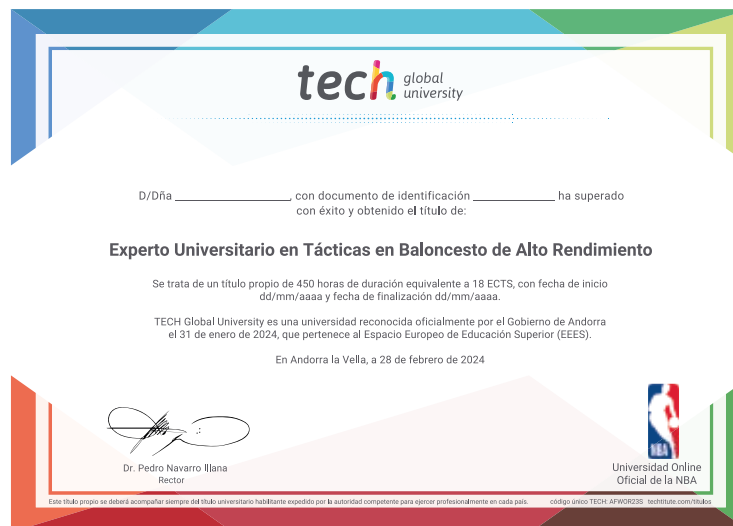 tech global
university
D/Dña ____________________, con documento de identificación ______________ ha superado
con éxito y obtenido el título de:
Experto Universitario en Tácticas en Baloncesto de Alto Rendimiento
Se trata de un título propio de 450 horas de duración equivalente a 18 ECTS, con fecha de inicio
dd/mm/aaaa y fecha de finalización dd/mm/aaaa.
TECH Global University es una universidad reconocida oficialmente por el Gobierno de Andorra
el 31 de enero de 2024, que pertenece al Espacio Europeo de Educación Superior (EEES).
En Andorra la Vella, a 28 de febrero de 2024
Dr. Pedro Navarro Illana
Rector
NBA
Universidad Online
Oficial de la NBA
Este título propio se deberá acompañar siempre del título universitario habilitante expedido por la autoridad competente para ejercer profesionalmente en cada país. código único TECH: AFWOR23S techtitute.com/titulos